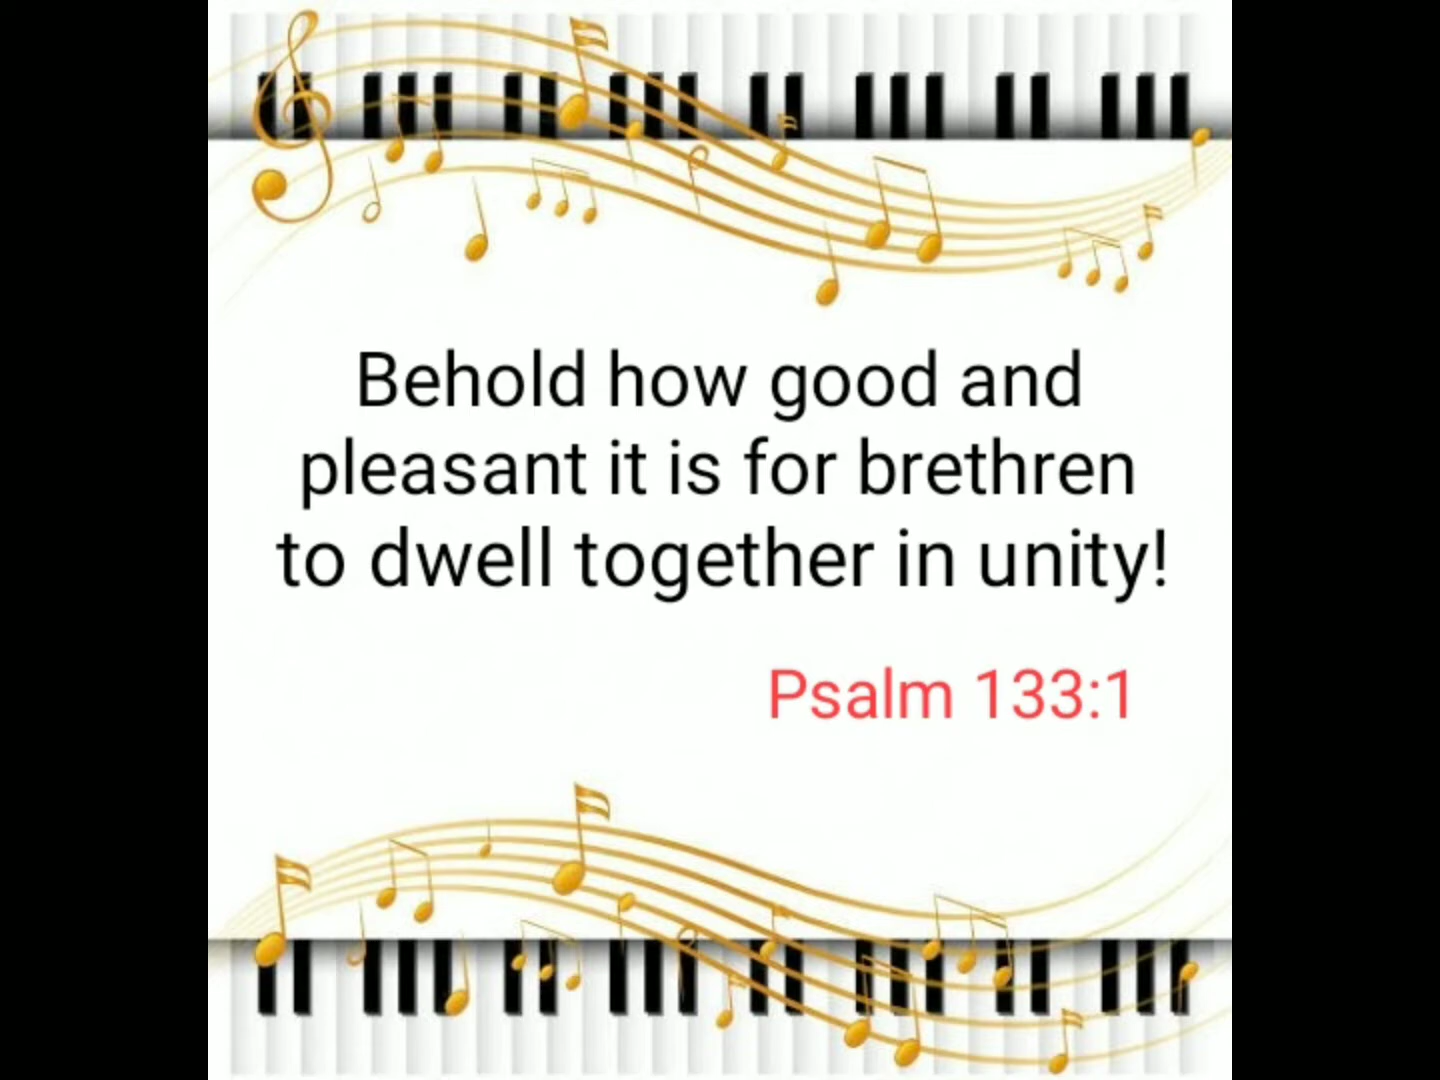 Behold how good and
pleasant it is for brethren
to dwell together in unity!
Psalm 133:1